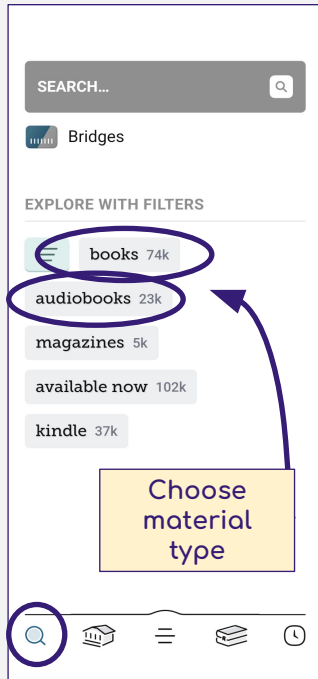 SEARCH...
Bridges
EXPLORE WITH FILTERS
books 74k
audiobooks 23k
magazines 5k
available now 102k
kindle 37k
Choose
material
type